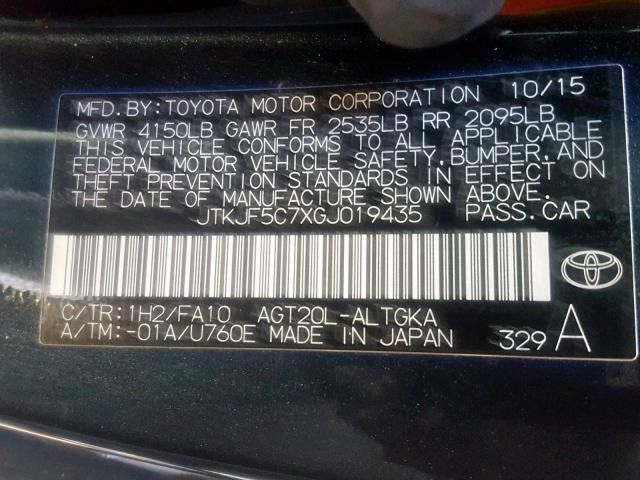 MFD.BY:TOYOTA MOTOR CORPORATION 10/15
GVWR 4150LB GAWR FR 2535LB RR 2095LB
THIS VEHICLE CONFORMS TO ALL APPLICABLE
FEDERAL MOTOR VEHICLE SAFETY,BUMPER,AND
THEFT PREVENTION STANDARDS IN EFFECT ON
THE DATE OF MANUFACTURE SHOWN ABOVE.
JTKJF5C7XGJ019435 PASS.CAR
C/TR:1H2/FA10 AGT20L-ALTGKA
A/TM:-01A/U760E MADE IN JAPAN 329 A